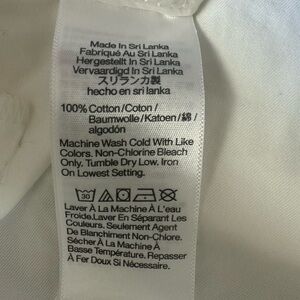 Made In Sri Lanka
Fabriqué Au Sri Lanka
Hergestellt In Sri Lanka
Vervaardigd In Sri Lanka
スリランカ製
hecho en sri lanka
100% Cotton/Coton/
Baumwolle/Katoen/綿/
algodón
Machine Wash Cold With Like
Colors. Non-Chlorine Bleach
Only. Tumble Dry Low. Iron
On Lowest Setting.
30
Laver À La Machine À L'eau
Froide.Laver En Séparant Les
Couleurs. Seulement Agent
De Blanchiment Non-Chlore.
Sécher À La Machine À
Basse Température. Repasser
À Fer Doux Si Nécessaire.